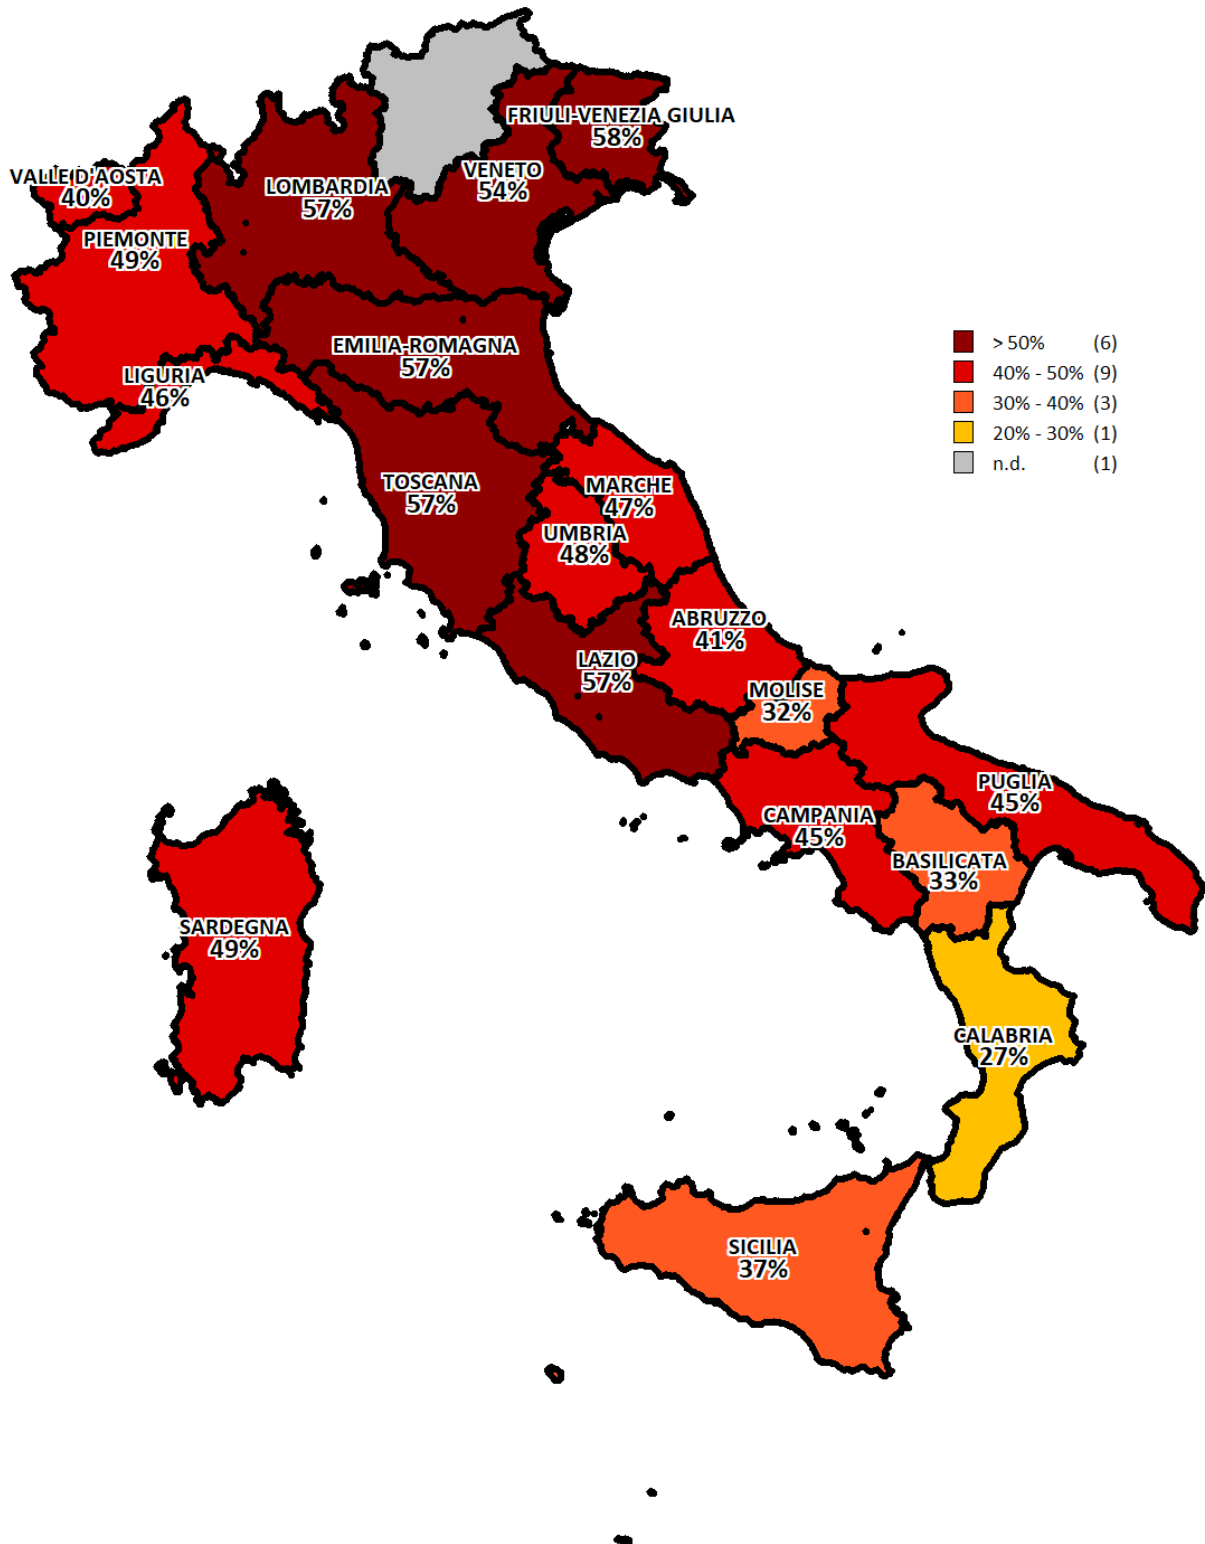 FRIULI-VENEZIA GIULIA
58%
VALLE D'AOSTA
40%
LOMBARDIA
57%
VENETO
54%
PIEMONTE
49%
EMILIA-ROMAGNA
57%
LIGURIA
46%
> 50% (6)
40% - 50% (9)
30% - 40% (3)
20% - 30% (1)
n.d. (1)
TOSCANA
57%
MARCHE
47%
UMBRIA
48%
ABRUZZO
41%
LAZIO
57%
MOLISE
32%
PUGLIA
45%
CAMPANIA
45%
BASILICATA
33%
SARDEGNA
49%
CALABRIA
27%
SICILIA
37%